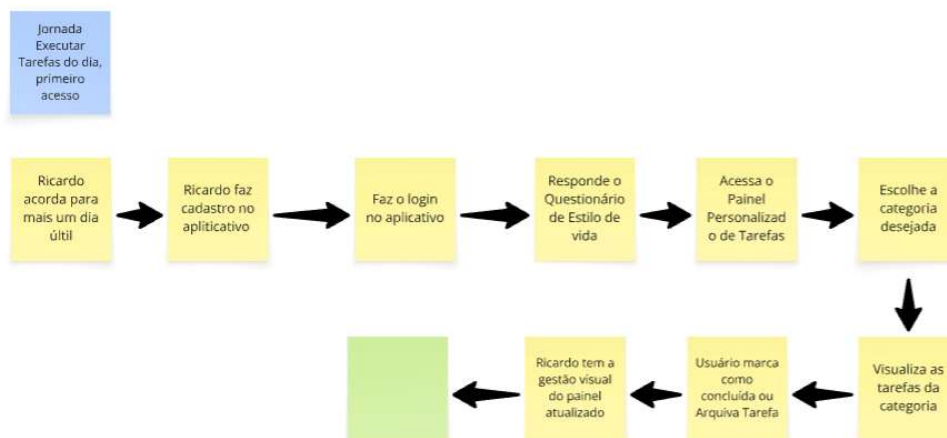 Jornada
Executar
Tarefas do dia,
primeiro
acesso
Ricardo
acorda para
mais um dia
últil
Ricardo faz
cadastro no
apliticativo
Faz o login
no aplicativo
Responde o
Questionário
de Estilo de
vida
Acessa o
Painel
Personalizad
o de Tarefas
Escolhe a
categoria
desejada
Visualiza as
tarefas da
categoria
Usuário marca
como
concluída ou
Arquiva Tarefa
Ricardo tem a
gestão visual
do painel
atualizado